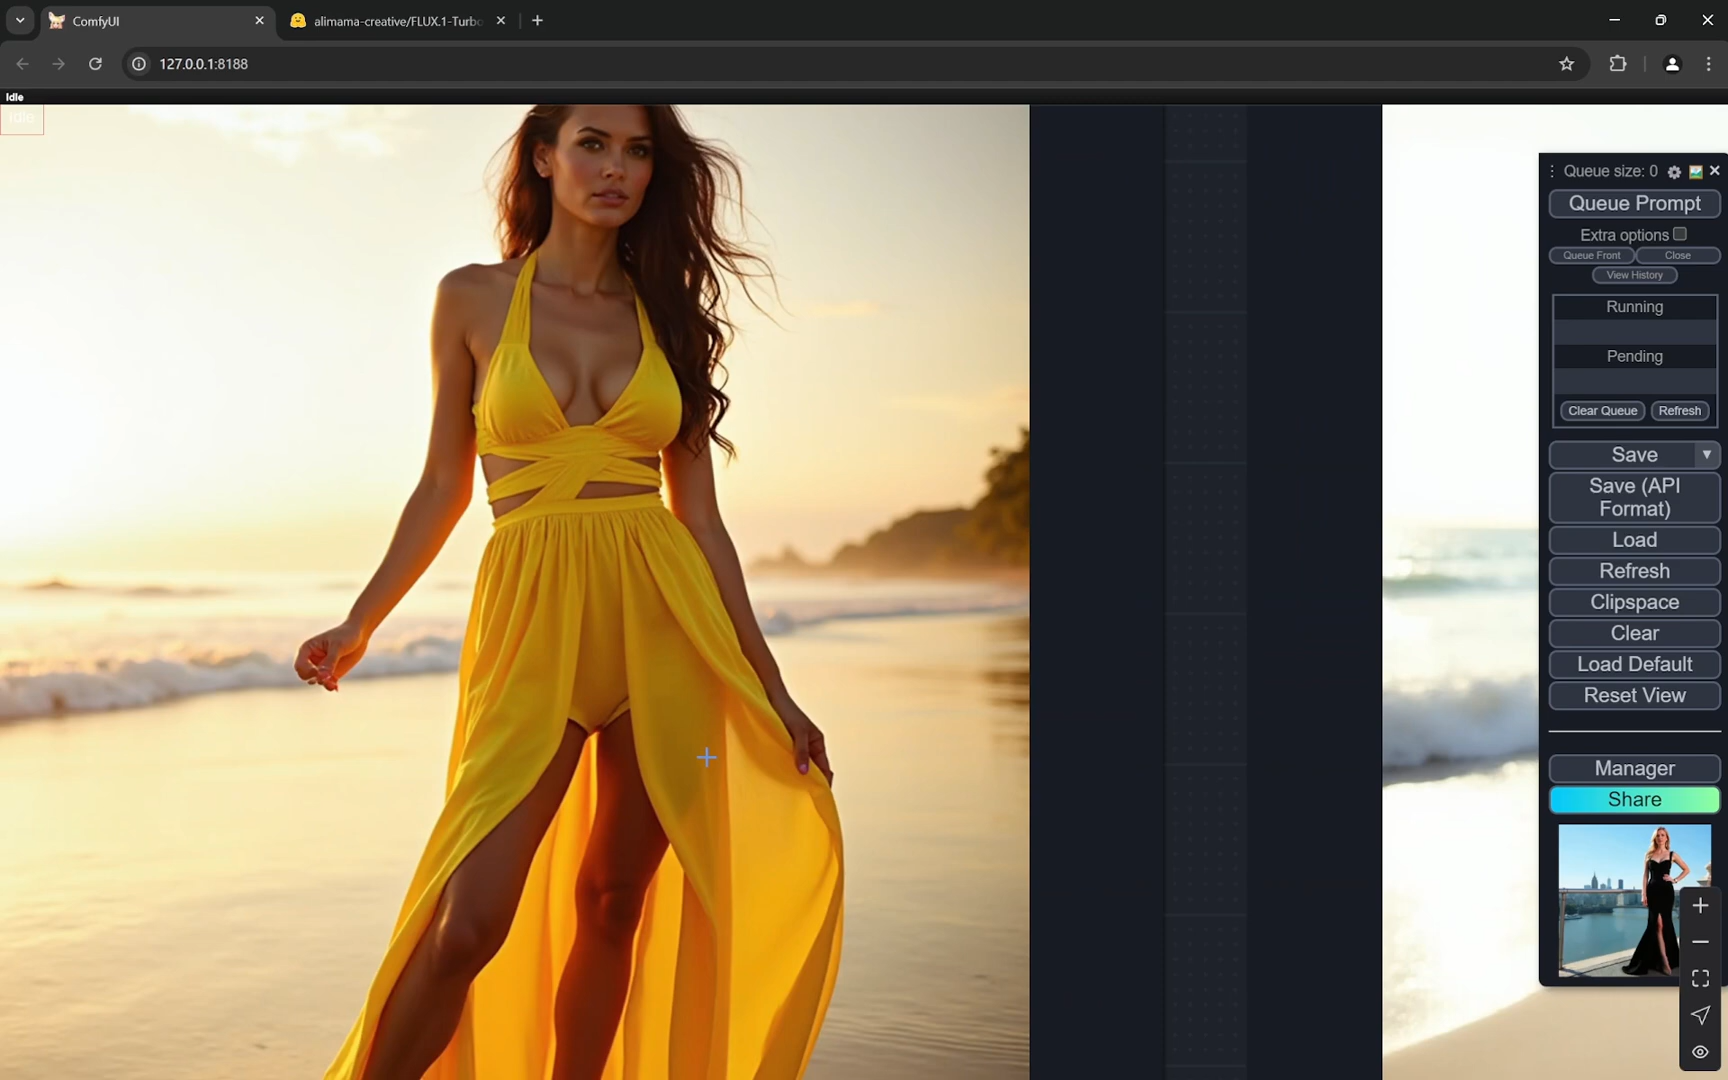 ComfyUI
alimama-creative/FLUX.1-Turbo
127.0.0.1:8188
Idle
Idle
Queue size: 0
Queue Prompt
Extra options
Queue Front
Close
View History
Running
Pending
Clear Queue
Refresh
Save
Save (API
Format)
Load
Refresh
Clipspace
Clear
Load Default
Reset View
Manager
Share